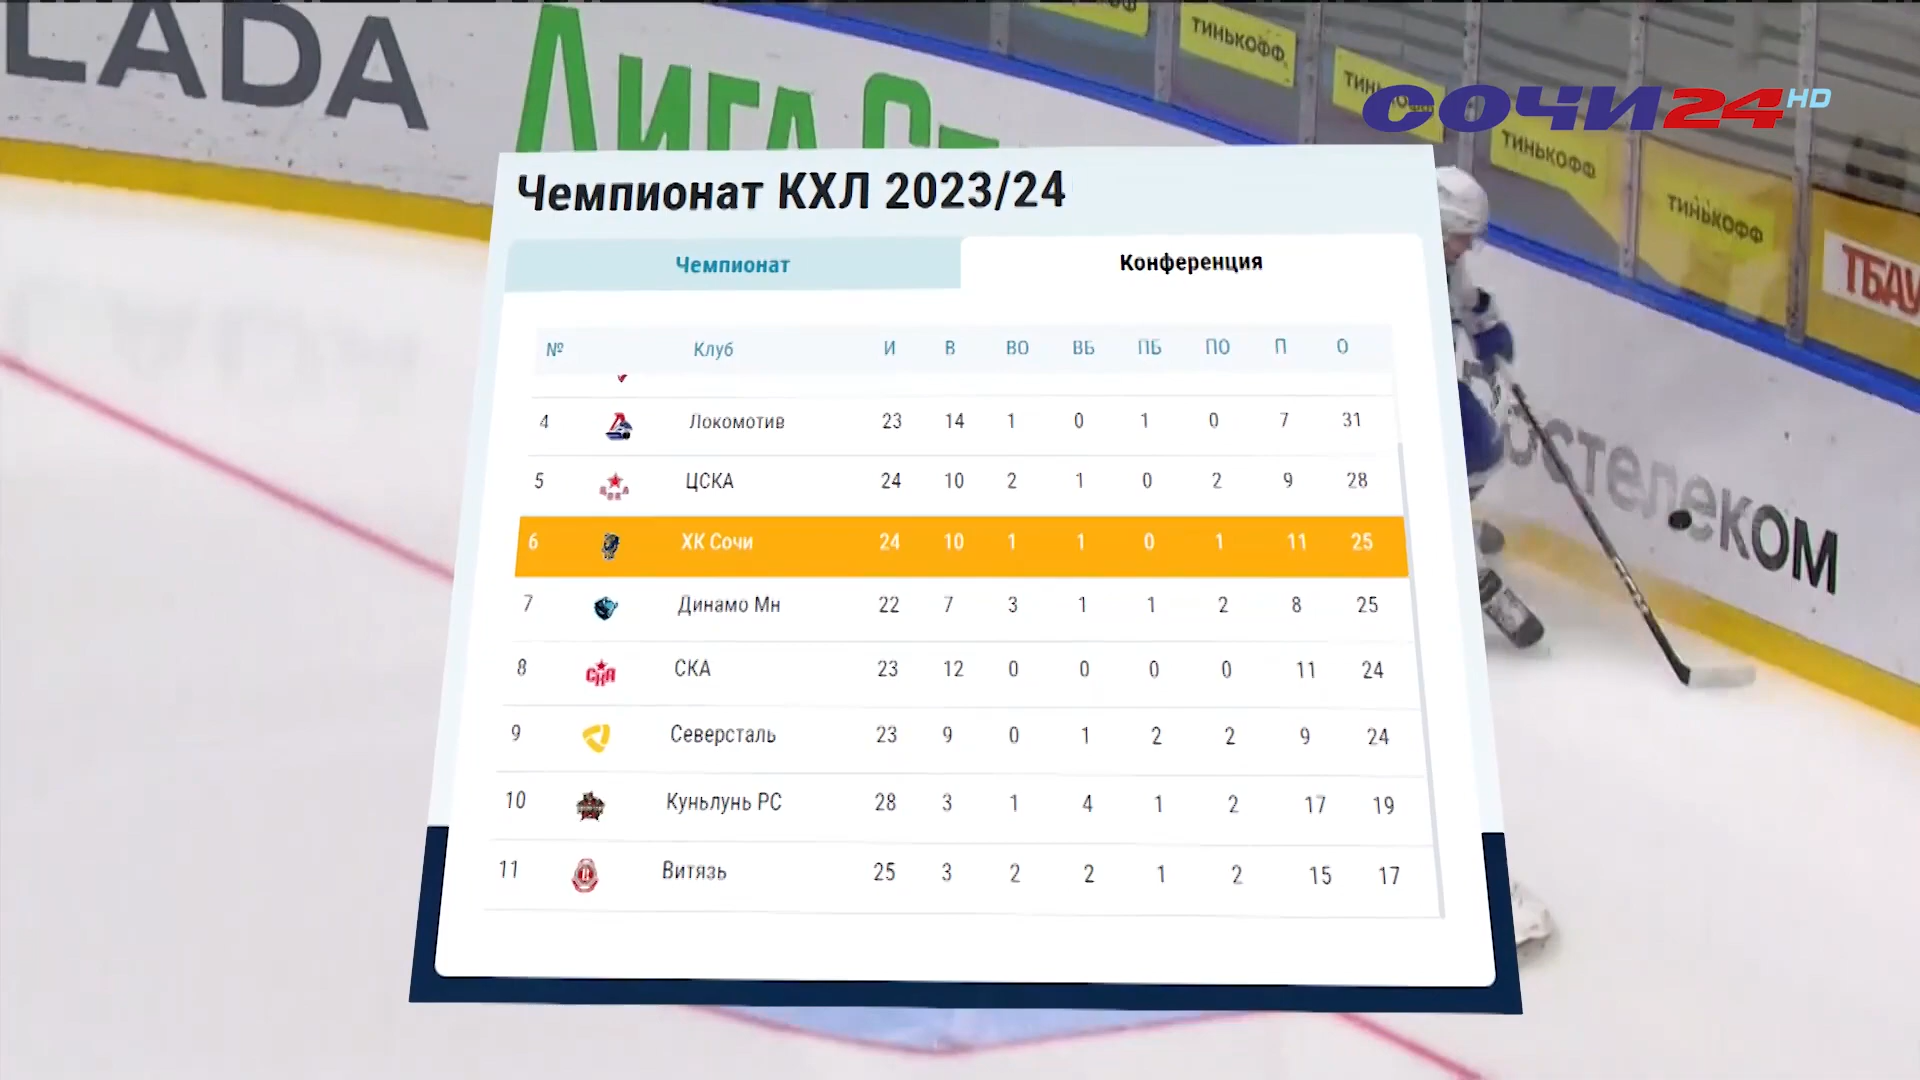 LADA
Лига Ст
ТИНЬКОФФ
ТИНЬКОФФ
СОЧИ24 HD
ТИНЬКОФФ
ТИНЬКОФФ
ТБАУ
остелеком
Чемпионат КХЛ 2023/24
Чемпионат Конференция
№ Клуб И В ВО ВБ ПБ ПО П О
4 Локомотив 23 14 1 0 1 0 7 31
5 ЦСКА 24 10 2 1 0 2 9 28
6 ХК Сочи 24 10 1 1 0 1 11 25
7 Динамо Мн 22 7 3 1 1 2 8 25
8 СКА 23 12 0 0 0 0 11 24
9 Северсталь 23 9 0 1 2 2 9 24
10 Куньлунь РС 28 3 1 4 1 2 17 19
11 Витязь 25 3 2 2 1 2 15 17